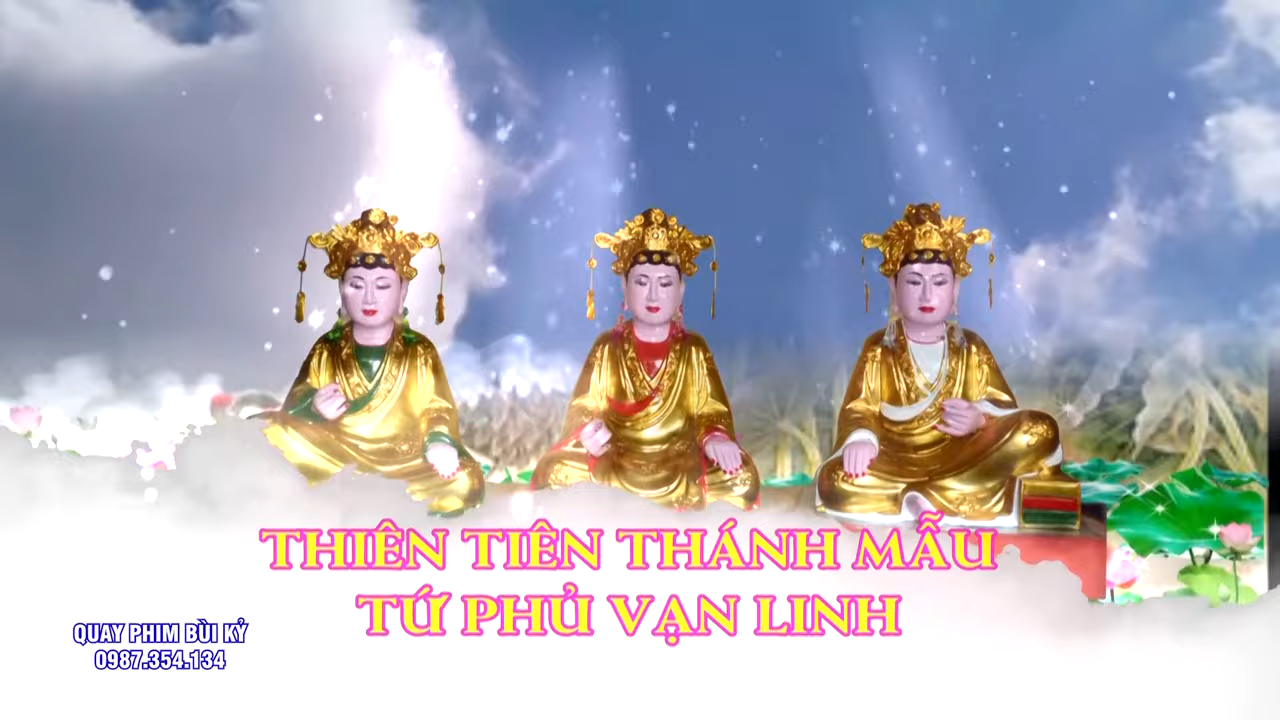 THIÊN TIÊN THÁNH MẪU
TỨ PHỦ VẠN LINH
QUAY PHIM BÙI KỶ
0987.354.134